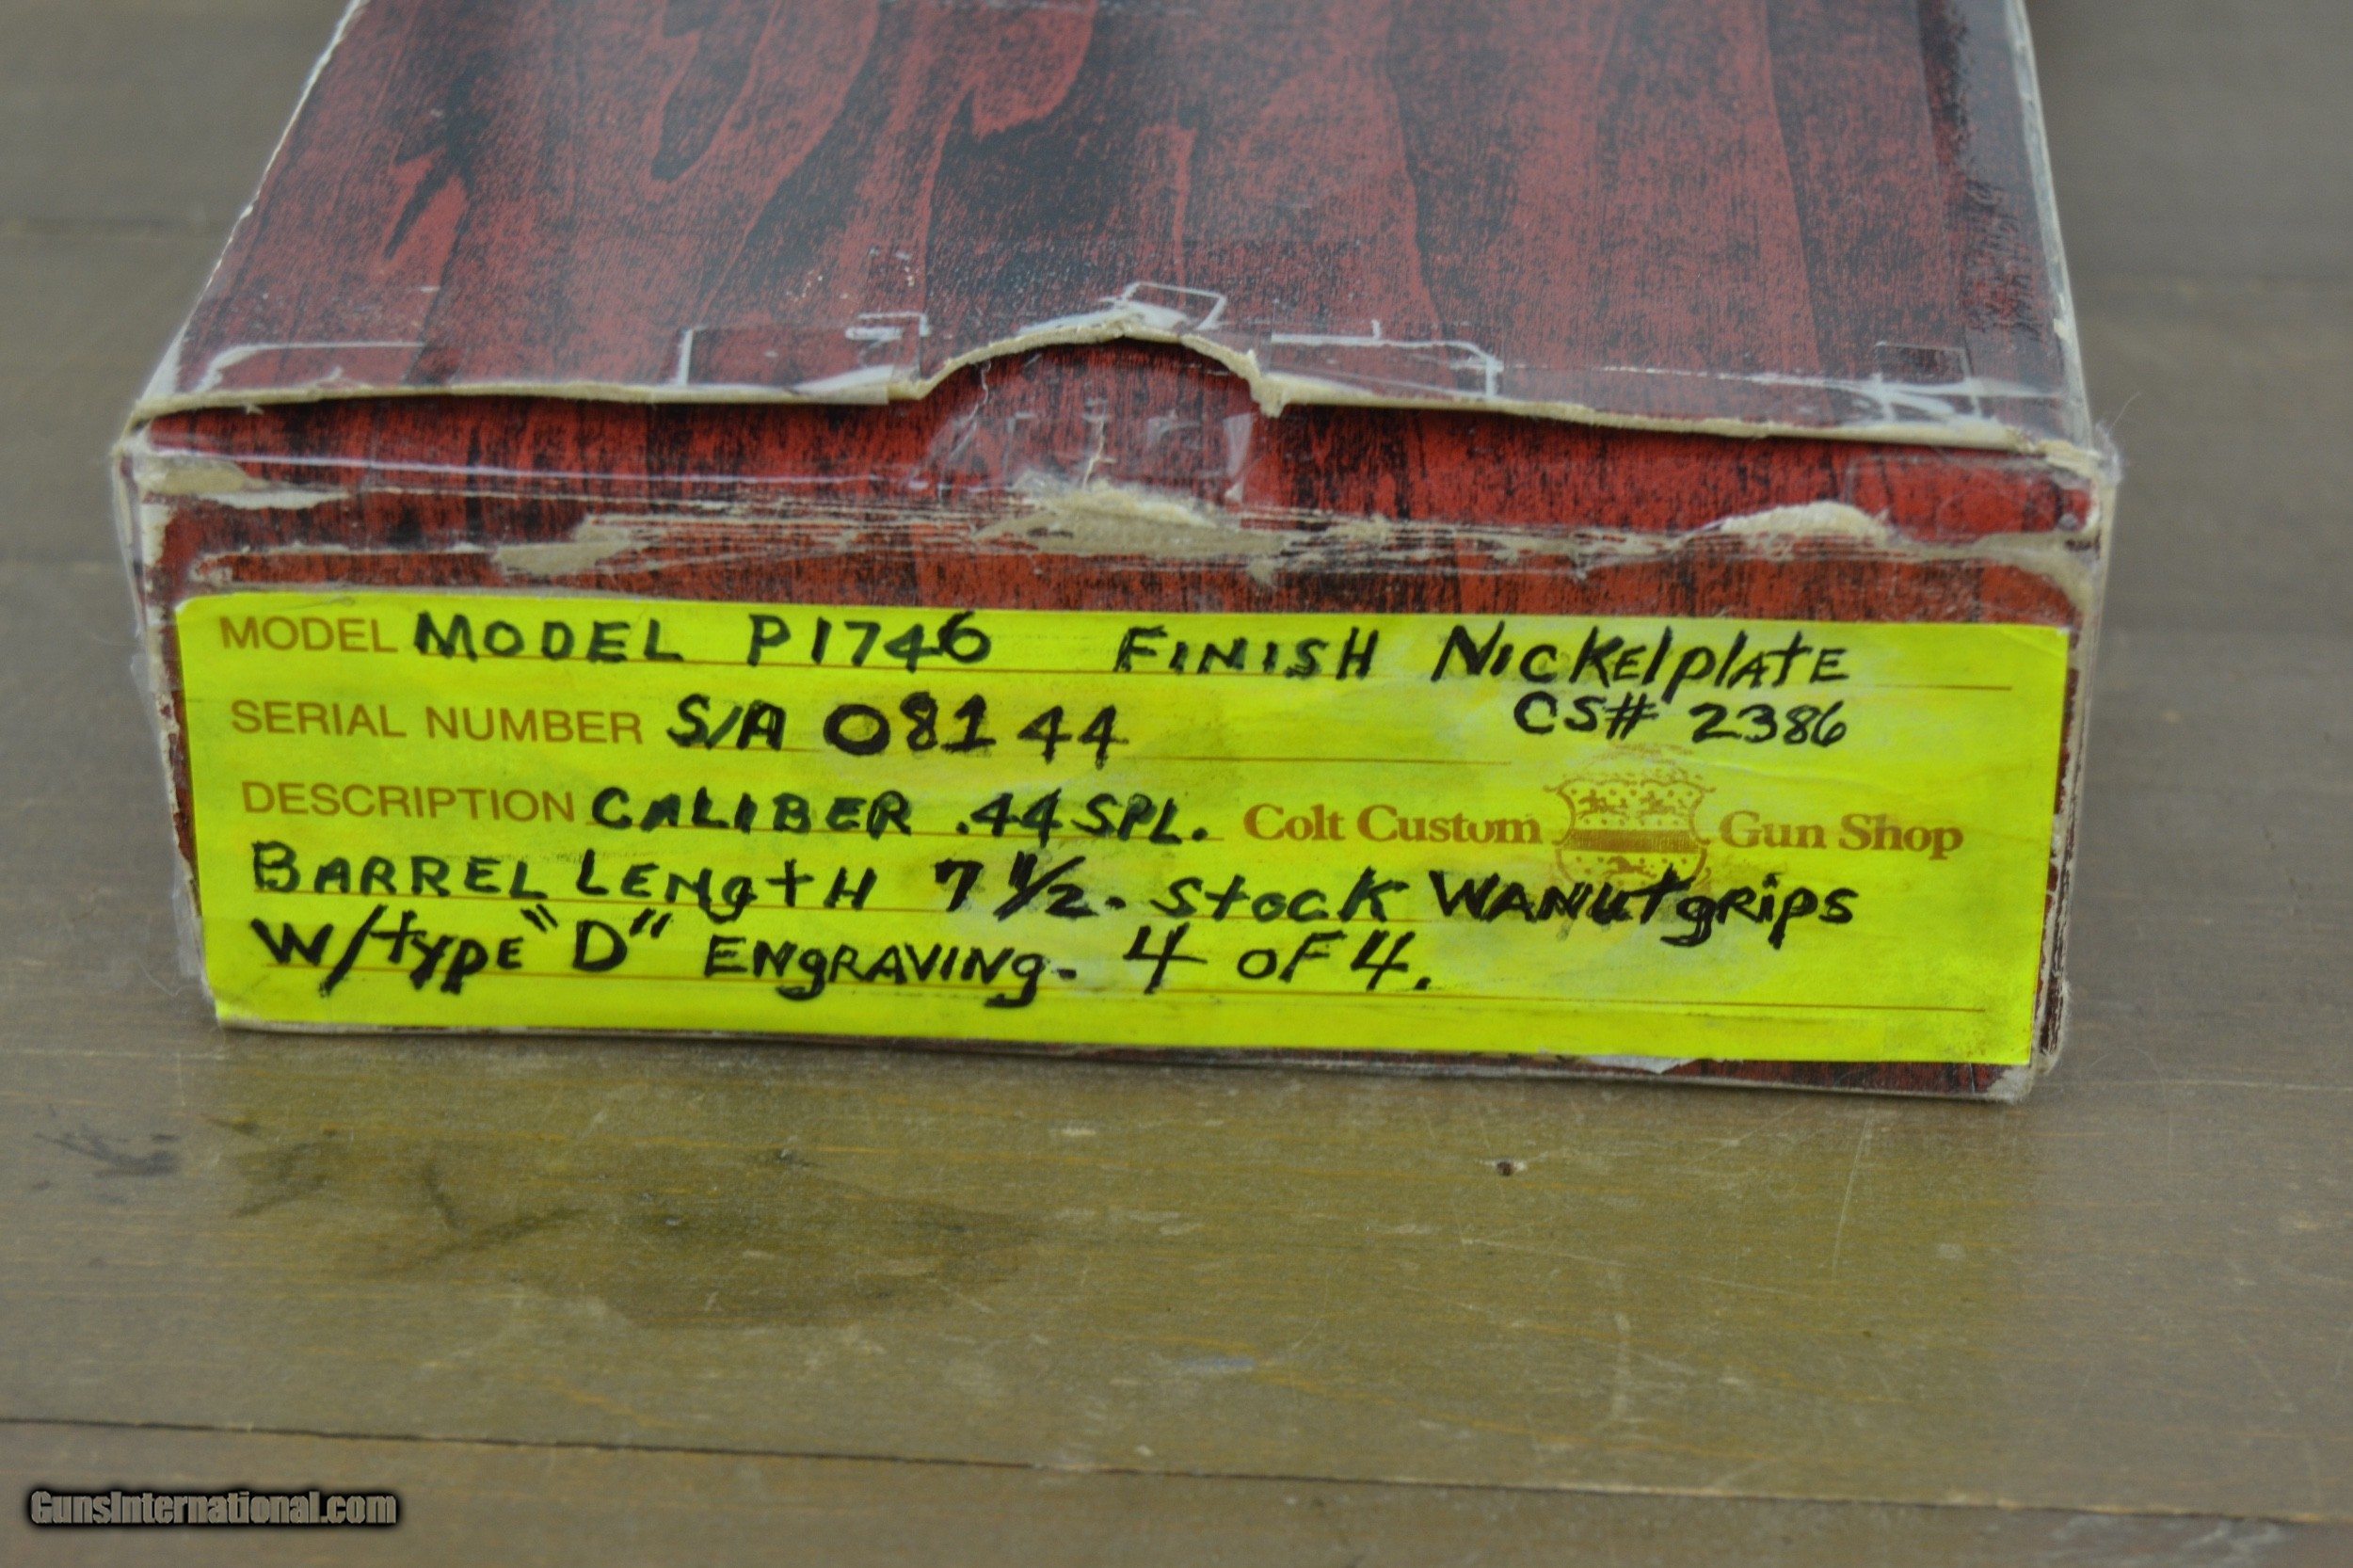 MODEL MODEL P1746 FINISH NICKElplATE
SERIAL NUMBER S/A 08144 CS# 2386
DESCRIPTION CALIBER .44 SPL. Colt Custom Gun Shop
BARREL LENgtH 7 1/2". StocK WANUtgRips
W/type "D" ENgRAVINg. 4 OF 4.
GunsInternational.com